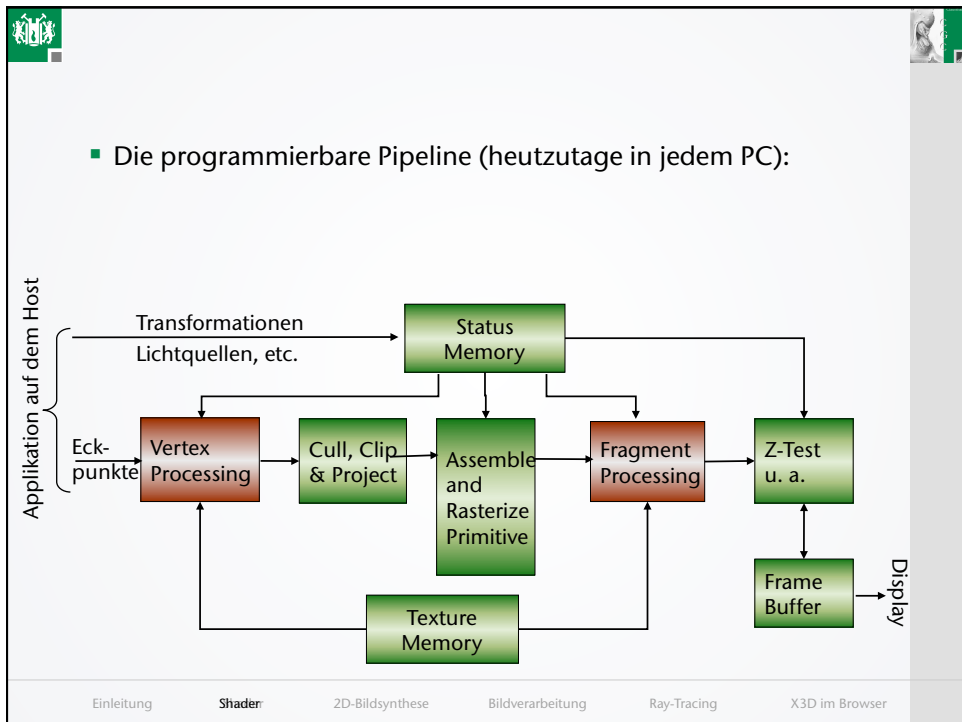 Die programmierbare Pipeline (heutzutage in jedem PC):
Applikation auf dem Host
Transformationen
Lichtquellen, etc.
Status
Memory
Eck-
punkte
Vertex
Processing
Cull, Clip
& Project
Assemble
and
Rasterize
Primitive
Fragment
Processing
Z-Test
u. a.
Frame
Buffer
Display
Texture
Memory
Einleitung Shader 2D-Bildsynthese Bildverarbeitung Ray-Tracing X3D im Browser